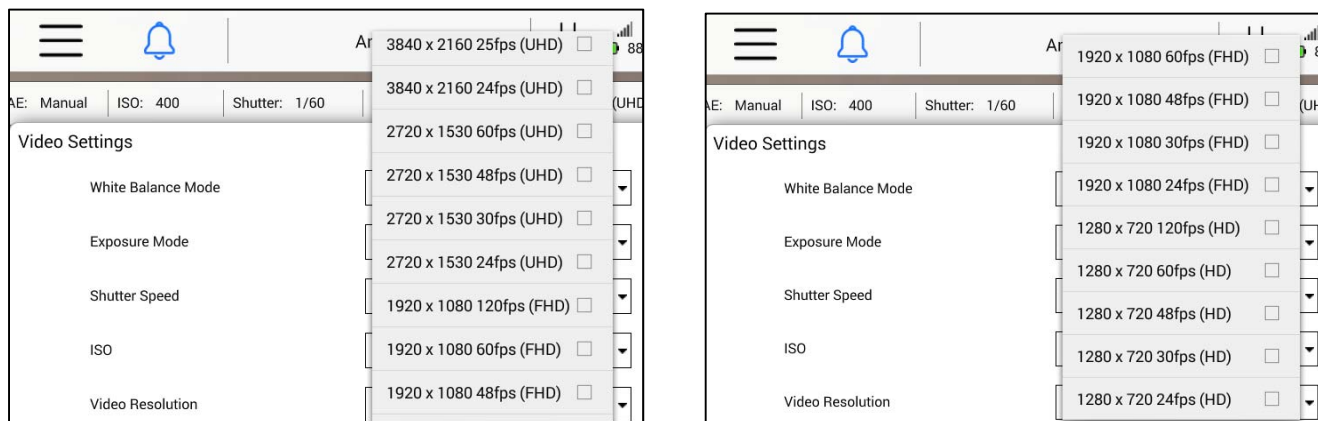 Ar
88
3840 x 2160 25fps (UHD)
3840 x 2160 24fps (UHD)
AE: Manual ISO: 400 Shutter: 1/60 (UHD
2720 x 1530 60fps (UHD)
Video Settings
2720 x 1530 48fps (UHD)
White Balance Mode
2720 x 1530 30fps (UHD)
Exposure Mode
2720 x 1530 24fps (UHD)
Shutter Speed
1920 x 1080 120fps (FHD)
ISO
1920 x 1080 60fps (FHD)
Video Resolution
1920 x 1080 48fps (FHD)
Ar
8
1920 x 1080 60fps (FHD)
1920 x 1080 48fps (FHD)
AE: Manual ISO: 400 Shutter: 1/60 (UH
1920 x 1080 30fps (FHD)
Video Settings
1920 x 1080 24fps (FHD)
White Balance Mode
1280 x 720 120fps (HD)
Exposure Mode
1280 x 720 60fps (HD)
Shutter Speed
1280 x 720 48fps (HD)
ISO
1280 x 720 30fps (HD)
Video Resolution
1280 x 720 24fps (HD)